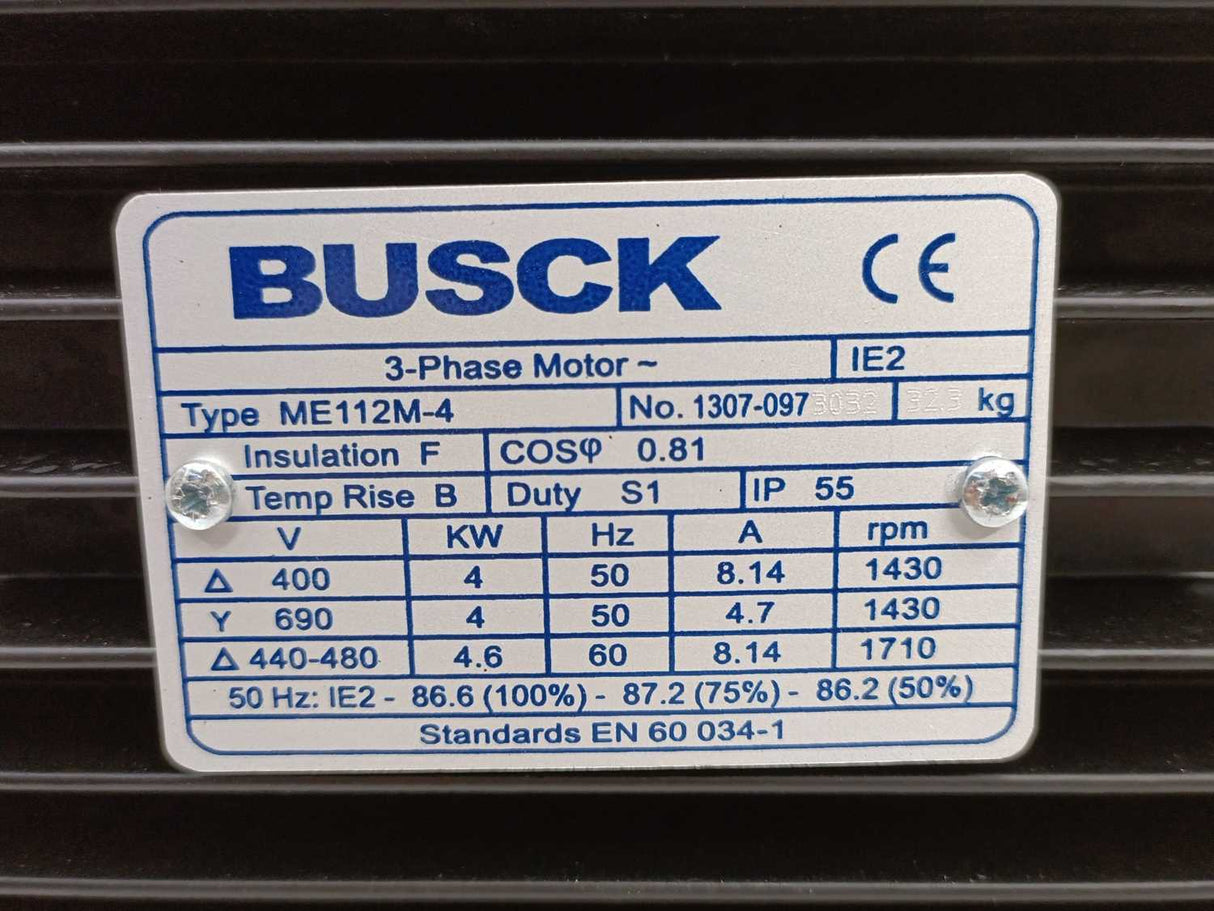 BUSCK CE
3-Phase Motor ~ IE2
Type ME112M-4 No. 1307-0973032 32.3 kg
Insulation F COSφ 0.81
Temp Rise B Duty S1 IP 55
V KW Hz A rpm
Δ 400 4 50 8.14 1430
Y 690 4 50 4.7 1430
Δ 440-480 4.6 60 8.14 1710
50 Hz: IE2 - 86.6 (100%) - 87.2 (75%) - 86.2 (50%)
Standards EN 60 034-1